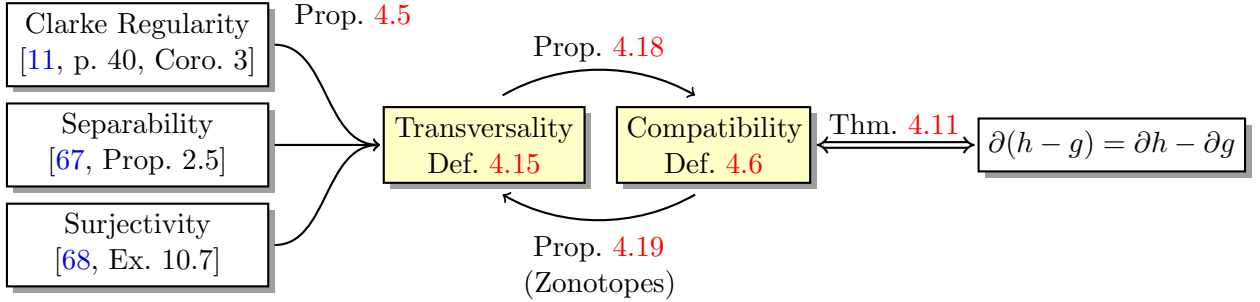 Clarke Regularity
[11, p. 40, Coro. 3]
Prop. 4.5
Separability
[67, Prop. 2.5]
Surjectivity
[68, Ex. 10.7]
Prop. 4.18
Transversality
Def. 4.15
Compatibility
Def. 4.6
Prop. 4.19
(Zonotopes)
Thm. 4.11
∂(h − g) = ∂h − ∂g